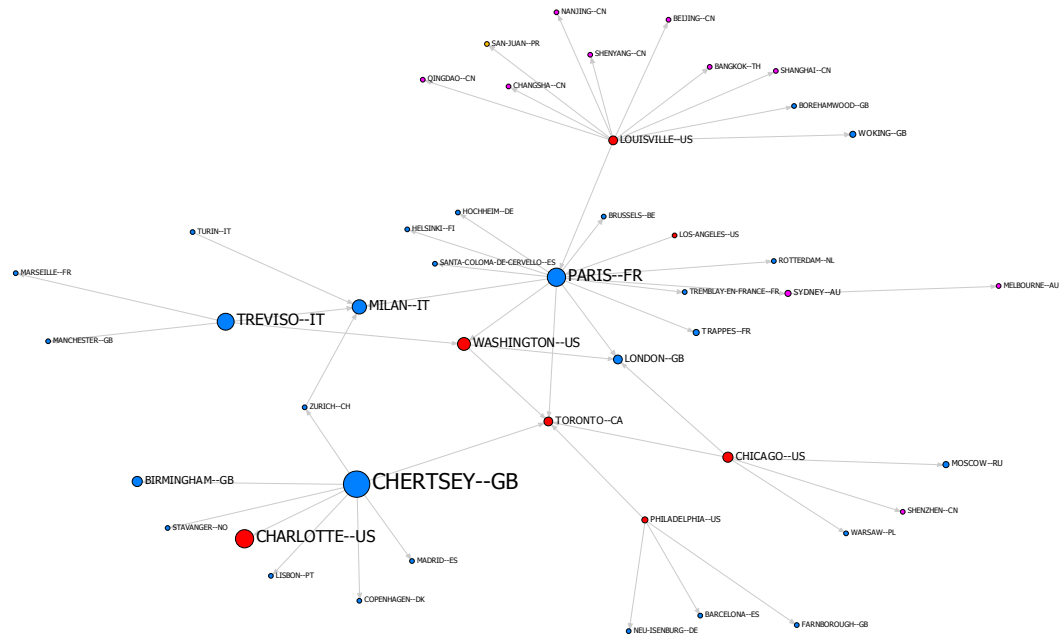 NANJING--CN
BEIJING--CN
SAN-JUAN--PR
SHENYANG--CN
BANGKOK--TH
SHANGHAI--CN
QINGDAO--CN
CHANGSHA--CN
BOREHAMWOOD--GB
LOUISVILLE--US
WOKING--GB
HOCHHEIM--DE
BRUSSELS--BE
HELSINKI--FI
TURIN--IT
LOS-ANGELES--US
SANTA-COLOMA-DE-CERVELLO--ES
ROTTERDAM--NL
MARSEILLE--FR
PARIS--FR
MELBOURNE--AU
TREMBLAY-EN-FRANCE--FR
SYDNEY--AU
MILAN--IT
TREVISO--IT
TRAPPES--FR
MANCHESTER--GB
WASHINGTON--US
LONDON--GB
ZURICH--CH
TORONTO--CA
CHICAGO--US
MOSCOW--RU
BIRMINGHAM--GB
CHERTSEY--GB
SHENZHEN--CN
PHILADELPHIA--US
STAVANGER--NO
WARSAW--PL
CHARLOTTE--US
MADRID--ES
LISBON--PT
COPENHAGEN--DK
BARCELONA--ES
FARNBOROUGH--GB
NEU-ISENBURG--DE